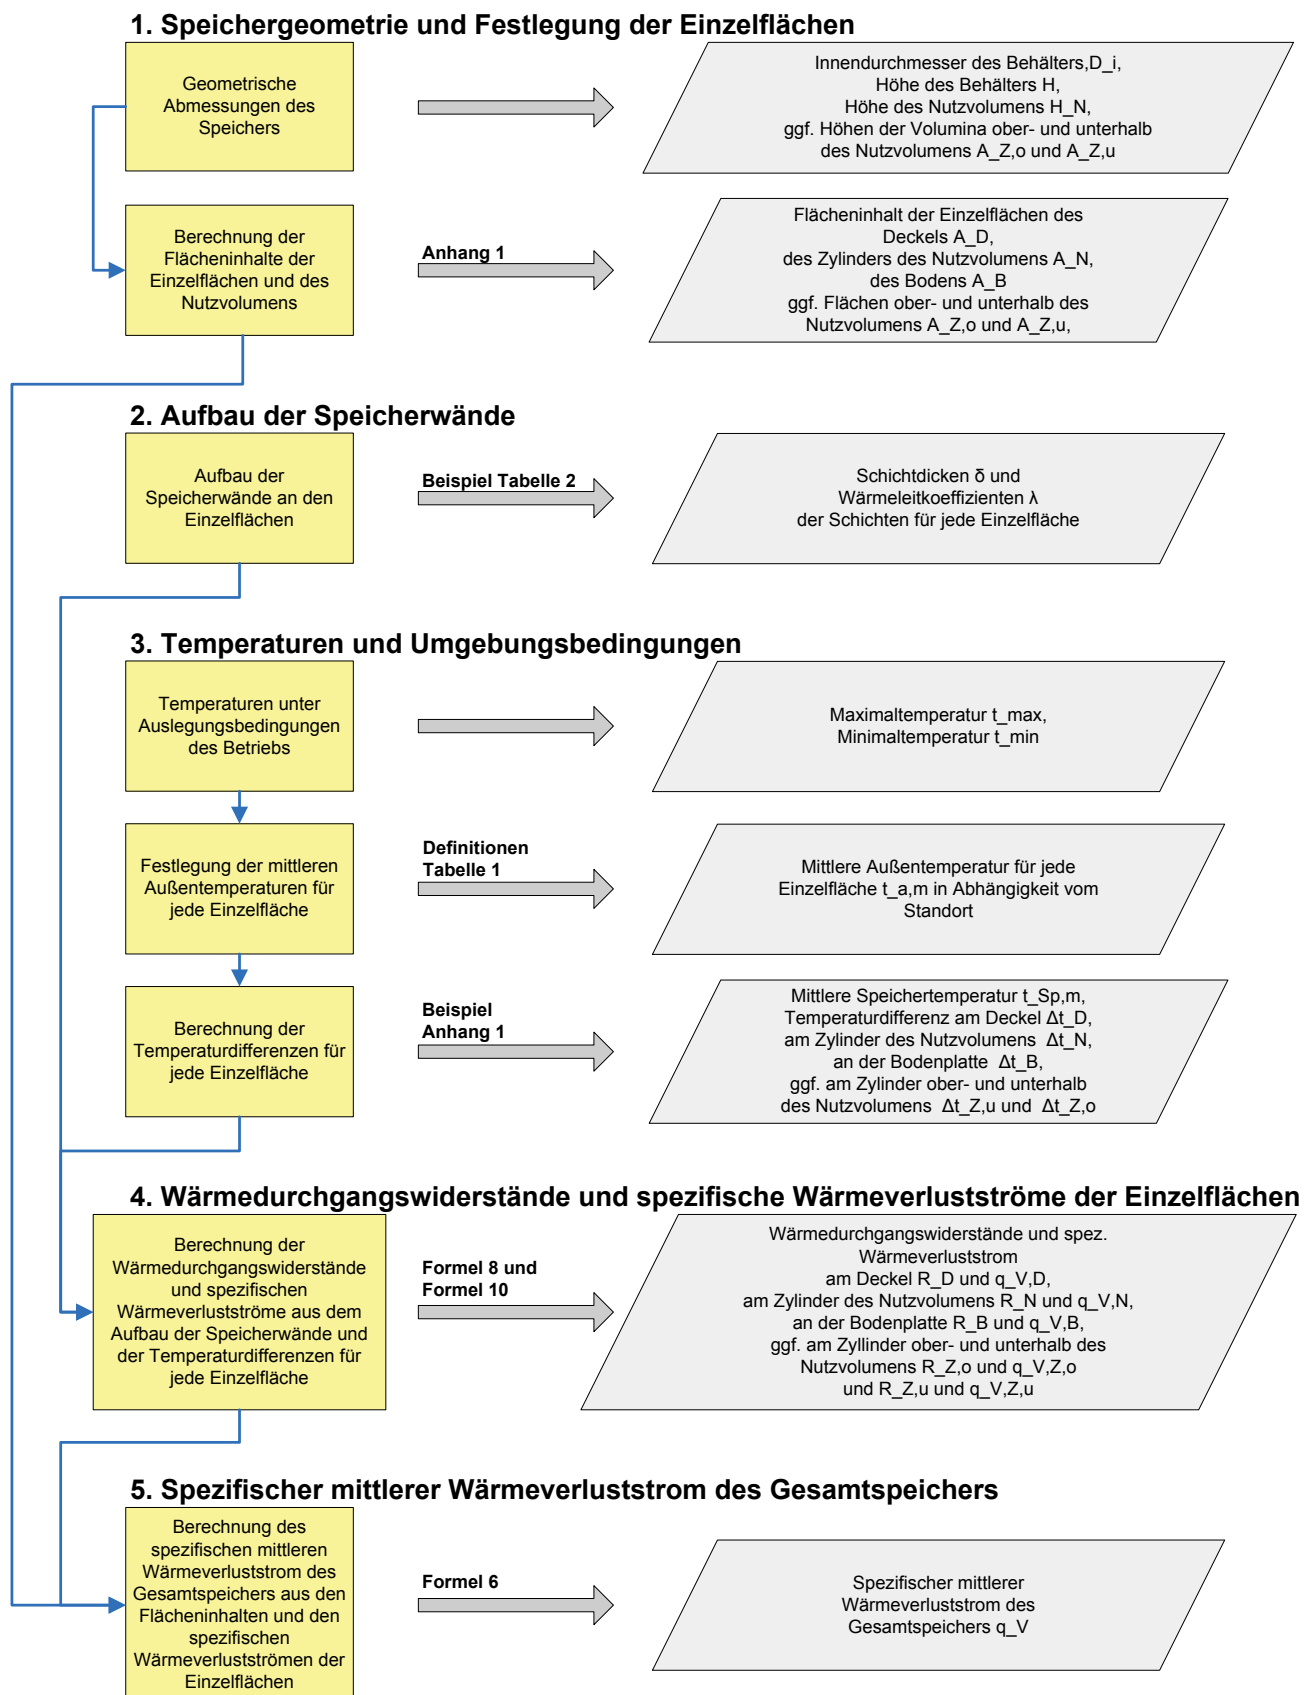 1. Speichergeometrie und Festlegung der Einzelflächen
Geometrische
Abmessungen des
Speichers
Innendurchmesser des Behälters,D_i,
Höhe des Behälters H,
Höhe des Nutzvolumens H_N,
ggf. Höhen der Volumina ober- und unterhalb
des Nutzvolumens A_Z,o und A_Z,u
Berechnung der
Flächeninhalte der
Einzelflächen und des
Nutzvolumens
Anhang 1
Flächeninhalt der Einzelflächen des
Deckels A_D,
des Zylinders des Nutzvolumens A_N,
des Bodens A_B
ggf. Flächen ober- und unterhalb des
Nutzvolumens A_Z,o und A_Z,u,
2. Aufbau der Speicherwände
Aufbau der
Speicherwände an den
Einzelflächen
Beispiel Tabelle 2
Schichtdicken δ und
Wärmeleitkoeffizienten λ
der Schichten für jede Einzelfläche
3. Temperaturen und Umgebungsbedingungen
Temperaturen unter
Auslegungsbedingungen
des Betriebs
Maximaltemperatur t_max,
Minimaltemperatur t_min
Festlegung der mittleren
Außentemperaturen für
jede Einzelfläche
Definitionen
Tabelle 1
Mittlere Außentemperatur für jede
Einzelfläche t_a,m in Abhängigkeit vom
Standort
Berechnung der
Temperaturdifferenzen für
jede Einzelfläche
Beispiel
Anhang 1
Mittlere Speichertemperatur t_Sp,m,
Temperaturdifferenz am Deckel Δt_D,
am Zylinder des Nutzvolumens Δt_N,
an der Bodenplatte Δt_B,
ggf. am Zylinder ober- und unterhalb
des Nutzvolumens Δt_Z,u und Δt_Z,o
4. Wärmedurchgangswiderstände und spezifische Wärmeverlustströme der Einzelflächen
Berechnung der
Wärmedurchgangswiderstände
und spezifischen
Wärmeverlustströme aus dem
Aufbau der Speicherwände und
der Temperaturdifferenzen für
jede Einzelfläche
Formel 8 und
Formel 10
Wärmedurchgangswiderstände und spez.
Wärmeverluststrom
am Deckel R_D und q_V,D,
am Zylinder des Nutzvolumens R_N und q_V,N,
an der Bodenplatte R_B und q_V,B,
ggf. am Zyllinder ober- und unterhalb des
Nutzvolumens R_Z,o und q_V,Z,o
und R_Z,u und q_V,Z,u
5. Spezifischer mittlerer Wärmeverluststrom des Gesamtspeichers
Berechnung des
spezifischen mittleren
Wärmeverluststrom des
Gesamtspeichers aus den
Flächeninhalten und den
spezifischen
Wärmeverlustströmen der
Einzelflächen
Formel 6
Spezifischer mittlerer
Wärmeverluststrom des
Gesamtspeichers q_V